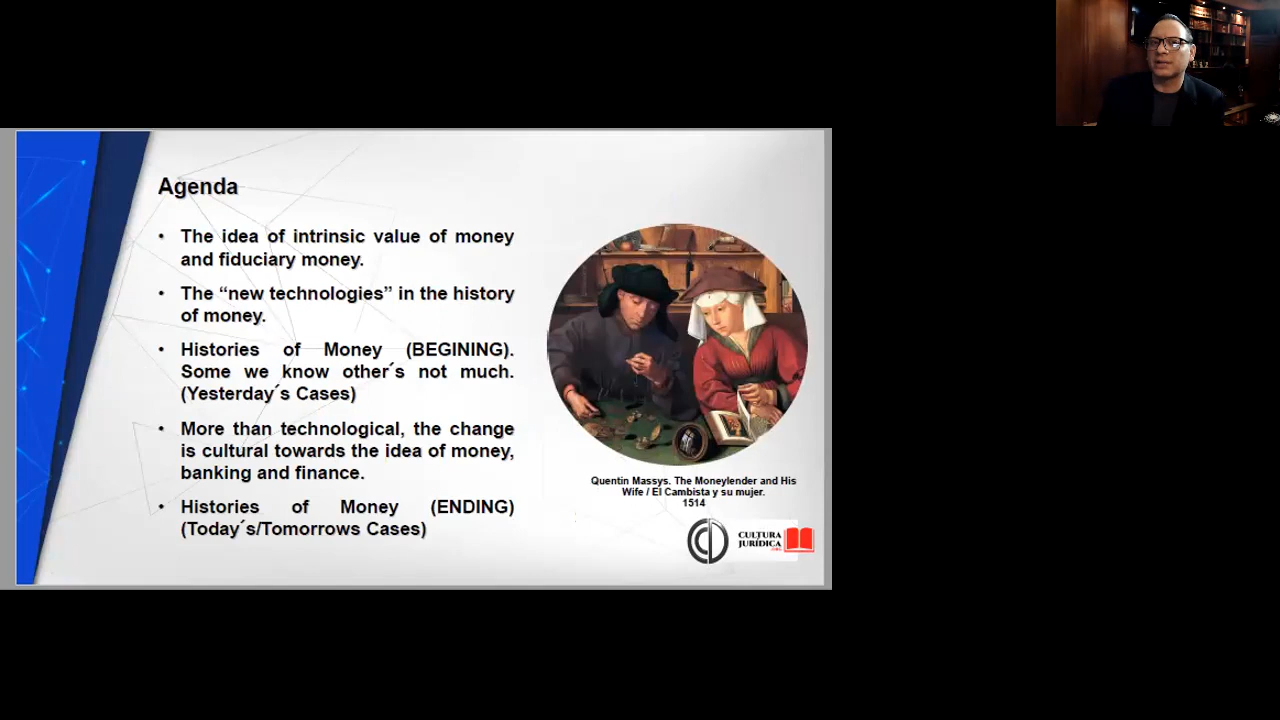 Agenda
• The idea of intrinsic value of money
and fiduciary money.
• The “new technologies” in the history
of money.
• Histories of Money (BEGINING).
Some we know other´s not much.
(Yesterday´s Cases)
• More than technological, the change
is cultural towards the idea of money,
banking and finance.
• Histories of Money (ENDING)
(Today´s/Tomorrows Cases)
Quentin Massys. The Moneylender and His
Wife / El Cambista y su mujer.
1514
CULTURA
JURÍDICA